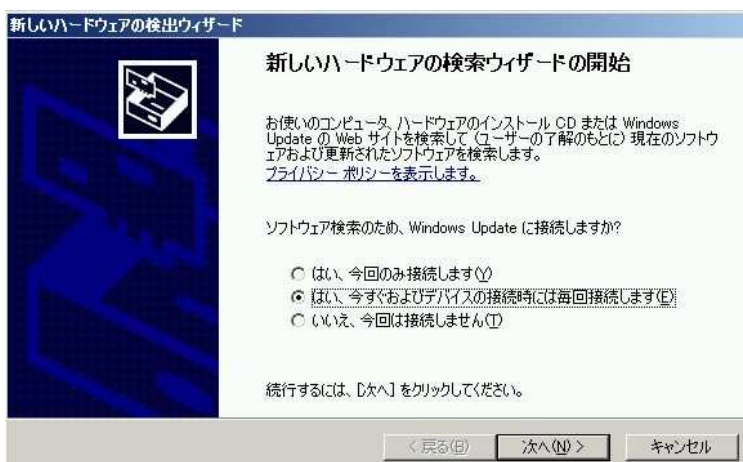 新しいハードウェアの検出ウィザード
新しいハードウェアの検索ウィザードの開始
お使いのコンピュータ、ハードウェアのインストール CD または Windows
Update の Web サイトを検索して (ユーザーの了解のもとに) 現在のソフトウ
ェアおよび更新されたソフトウェアを検索します。
プライバシー ポリシーを表示します。
ソフトウェア検索のため、Windows Update に接続しますか?
はい、今回のみ接続します(Y)
はい、今すぐおよびデバイスの接続時には毎回接続します(E)
いいえ、今回は接続しません(T)
続行するには、[次へ] をクリックしてください。
< 戻る(B)
次へ(N) >
キャンセル